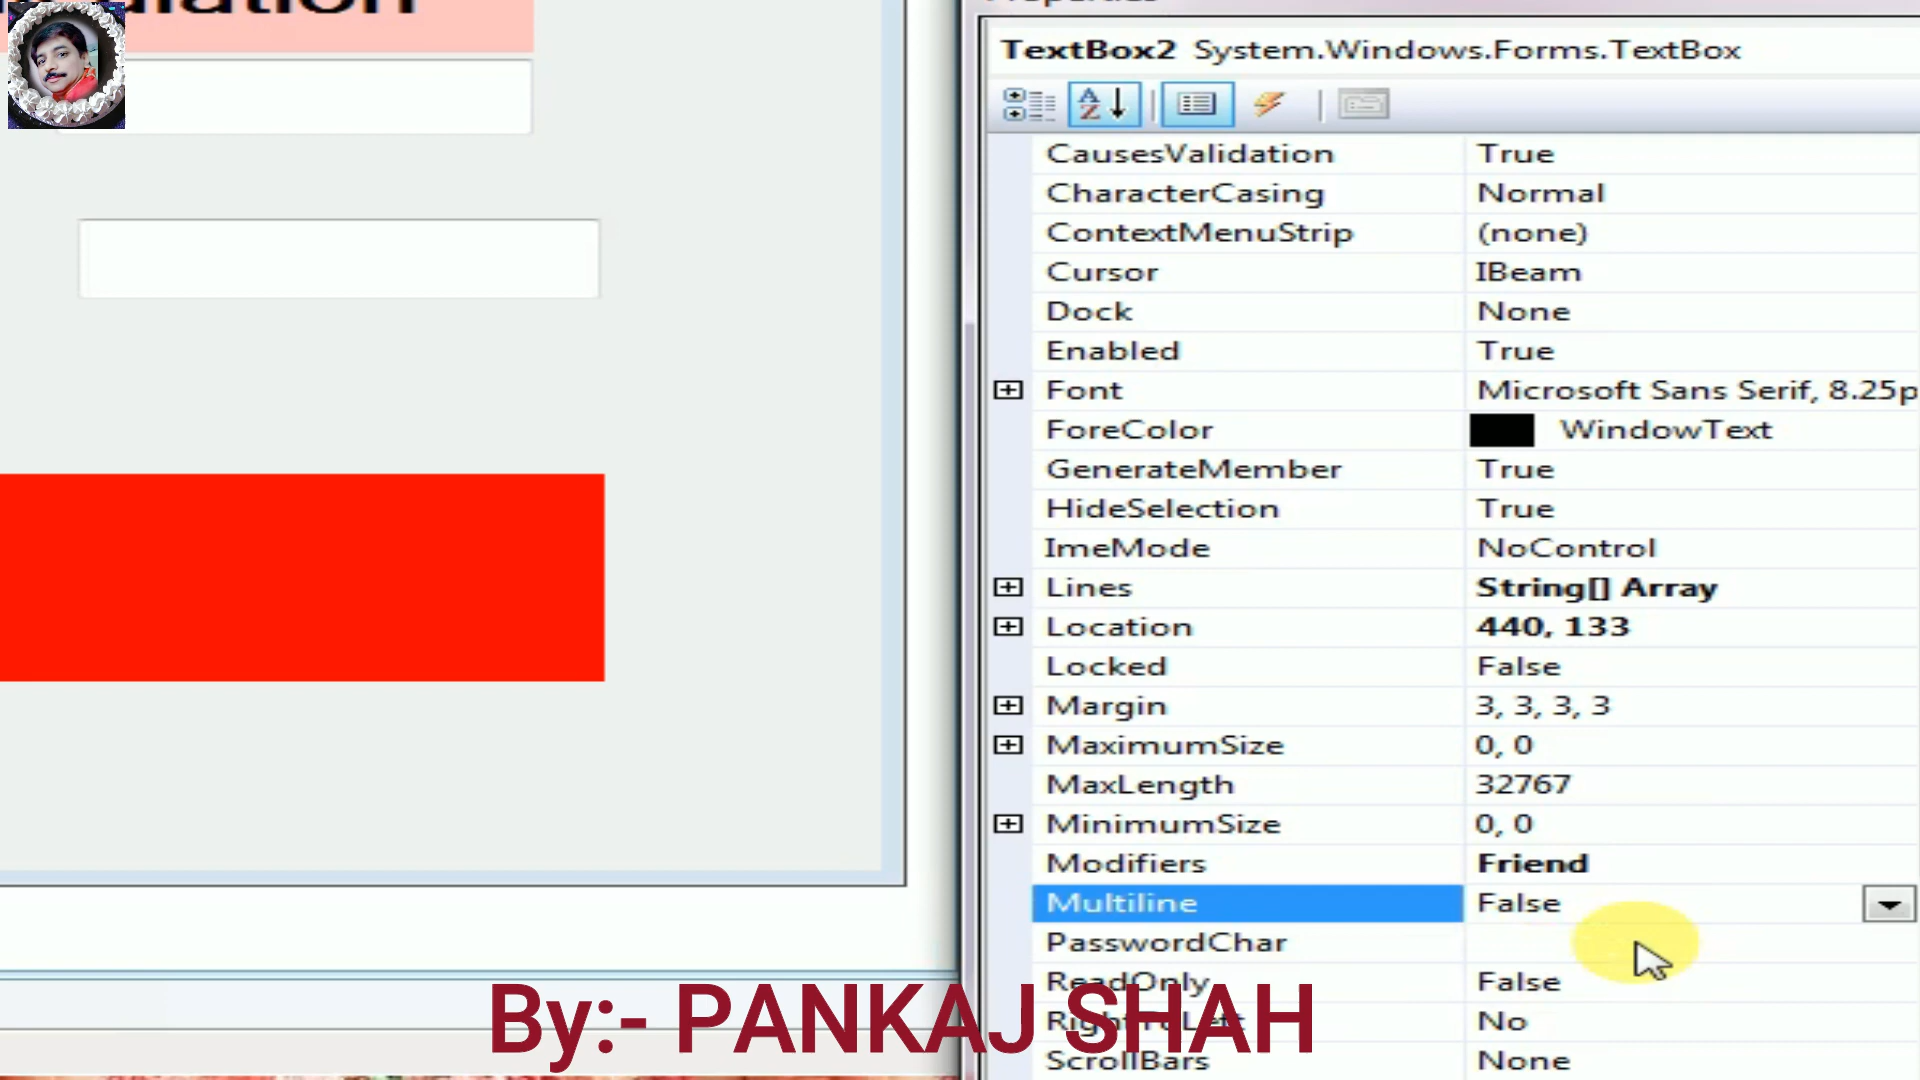 TextBox2 System.Windows.Forms.TextBox
CausesValidation True
CharacterCasing Normal
ContextMenuStrip (none)
Cursor IBeam
Dock None
Enabled True
Font Microsoft Sans Serif, 8.25p
ForeColor WindowText
GenerateMember True
HideSelection True
ImeMode NoControl
Lines String[] Array
Location 440, 133
Locked False
Margin 3, 3, 3, 3
MaximumSize 0, 0
MaxLength 32767
MinimumSize 0, 0
Modifiers Friend
Multiline False
PasswordChar
ReadOnly False
RightToLeft No
ScrollBars None
By:- PANKAJ SHAH